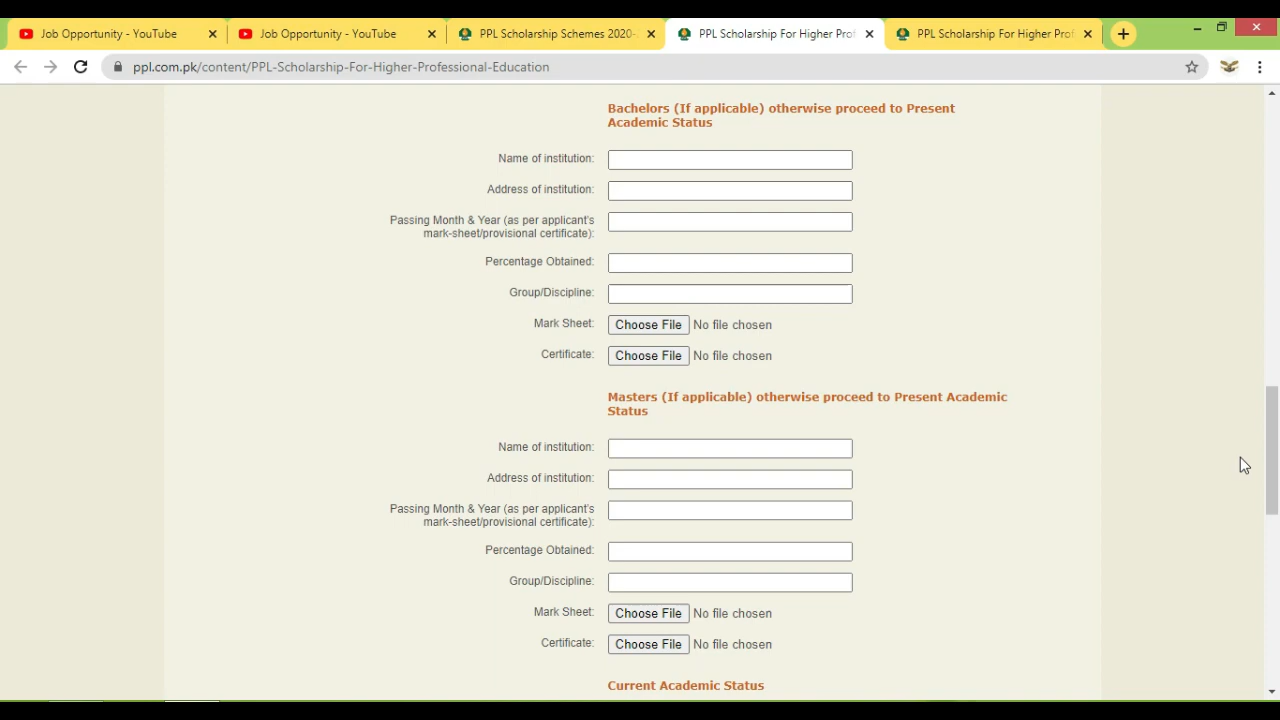 Job Opportunity - YouTube
Job Opportunity - YouTube
PPL Scholarship Schemes 2020-
PPL Scholarship For Higher Prof
PPL Scholarship For Higher Prof
ppl.com.pk/content/PPL-Scholarship-For-Higher-Professional-Education
Bachelors (If applicable) otherwise proceed to Present
Academic Status
Name of institution:
Address of institution:
Passing Month & Year (as per applicant's
mark-sheet/provisional certificate):
Percentage Obtained:
Group/Discipline:
Mark Sheet: Choose File No file chosen
Certificate: Choose File No file chosen
Masters (If applicable) otherwise proceed to Present Academic
Status
Name of institution:
Address of institution:
Passing Month & Year (as per applicant's
mark-sheet/provisional certificate):
Percentage Obtained:
Group/Discipline:
Mark Sheet: Choose File No file chosen
Certificate: Choose File No file chosen
Current Academic Status